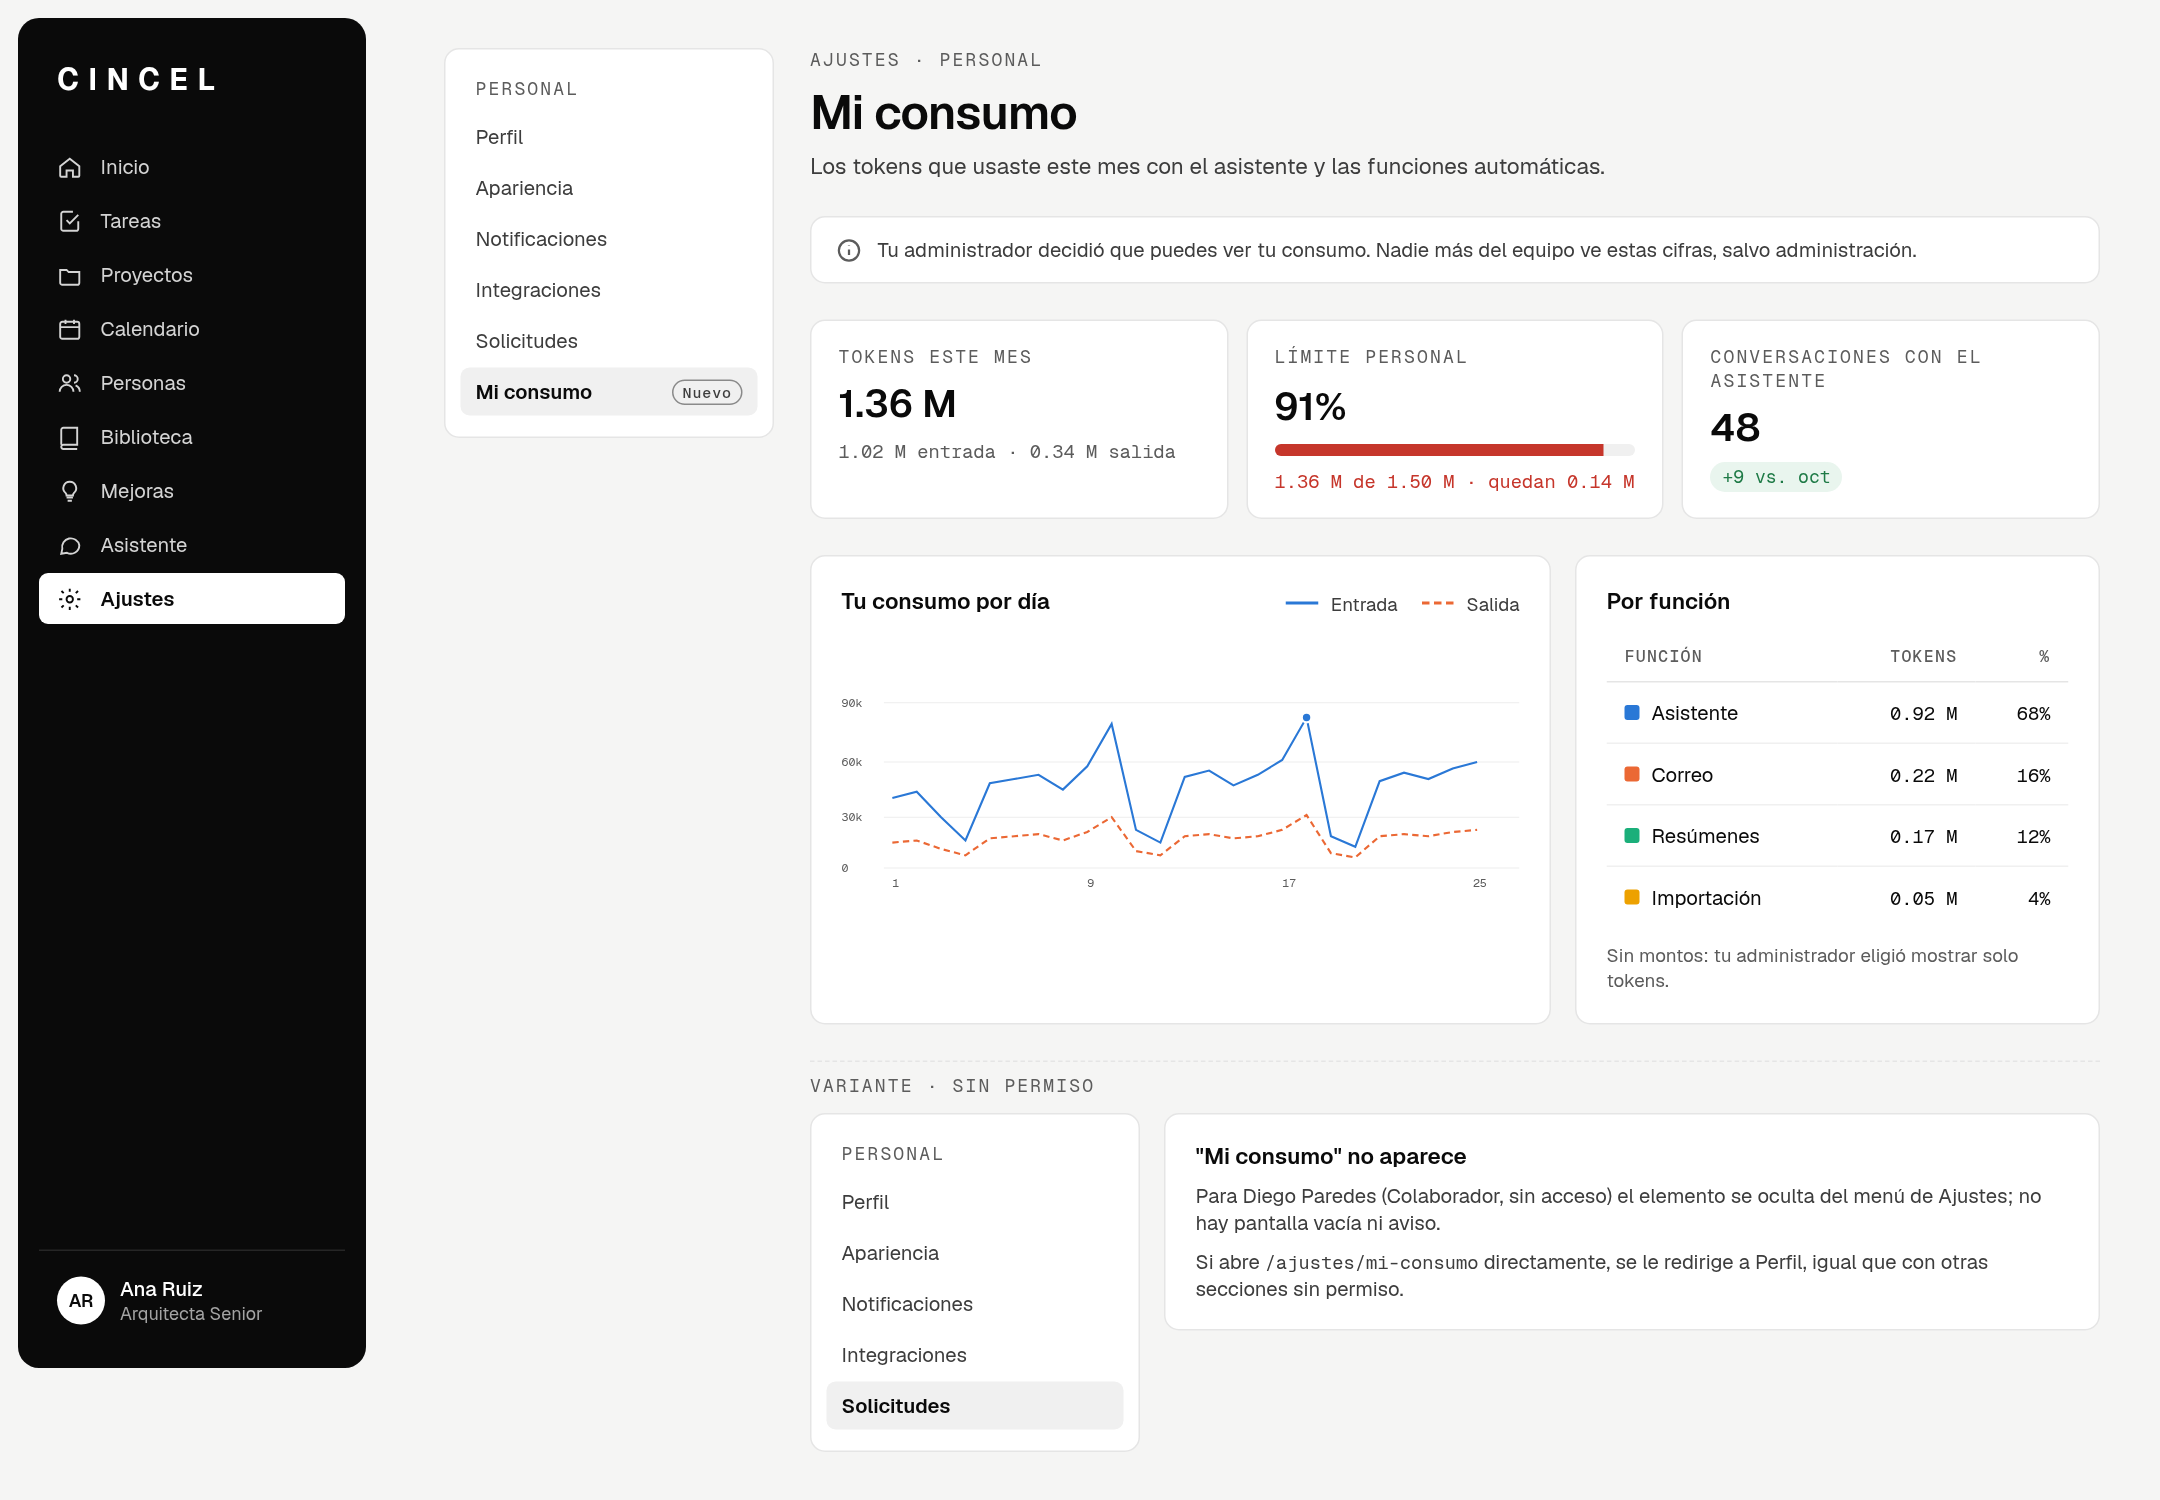 CINCEL
Inicio
Tareas
Proyectos
Calendario
Personas
Biblioteca
Mejoras
Asistente
Ajustes
AR
Ana Ruiz
Arquitecta Senior
PERSONAL
Perfil
Apariencia
Notificaciones
Integraciones
Solicitudes
Mi consumo Nuevo
AJUSTES · PERSONAL
Mi consumo
Los tokens que usaste este mes con el asistente y las funciones automáticas.
Tu administrador decidió que puedes ver tu consumo. Nadie más del equipo ve estas cifras, salvo administración.
TOKENS ESTE MES
1.36 M
1.02 M entrada · 0.34 M salida
LÍMITE PERSONAL
91%
1.36 M de 1.50 M · quedan 0.14 M
CONVERSACIONES CON EL
ASISTENTE
48
+9 vs. oct
Tu consumo por día
Entrada Salida
90k
60k
30k
0
1 9 17 25
Por función
FUNCIÓN TOKENS %
Asistente 0.92 M 68%
Correo 0.22 M 16%
Resúmenes 0.17 M 12%
Importación 0.05 M 4%
Sin montos: tu administrador eligió mostrar solo
tokens.
VARIANTE · SIN PERMISO
PERSONAL
Perfil
Apariencia
Notificaciones
Integraciones
Solicitudes
"Mi consumo" no aparece
Para Diego Paredes (Colaborador, sin acceso) el elemento se oculta del menú de Ajustes; no
hay pantalla vacía ni aviso.
Si abre /ajustes/mi-consumo directamente, se le redirige a Perfil, igual que con otras
secciones sin permiso.